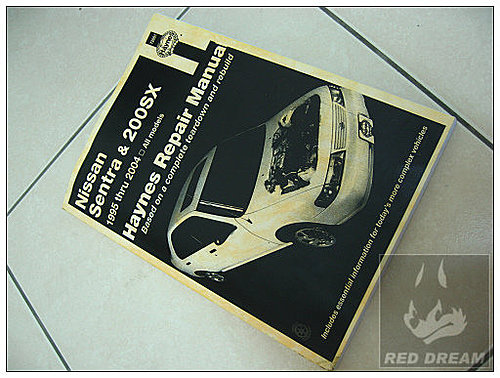 Haynes
Nissan
Sentra & 200SX
1995 thru 2004 □ All models
Haynes Repair Manual
Based on a complete teardown and rebuild
Includes essential information for today's more complex vehicles
RED DREAM